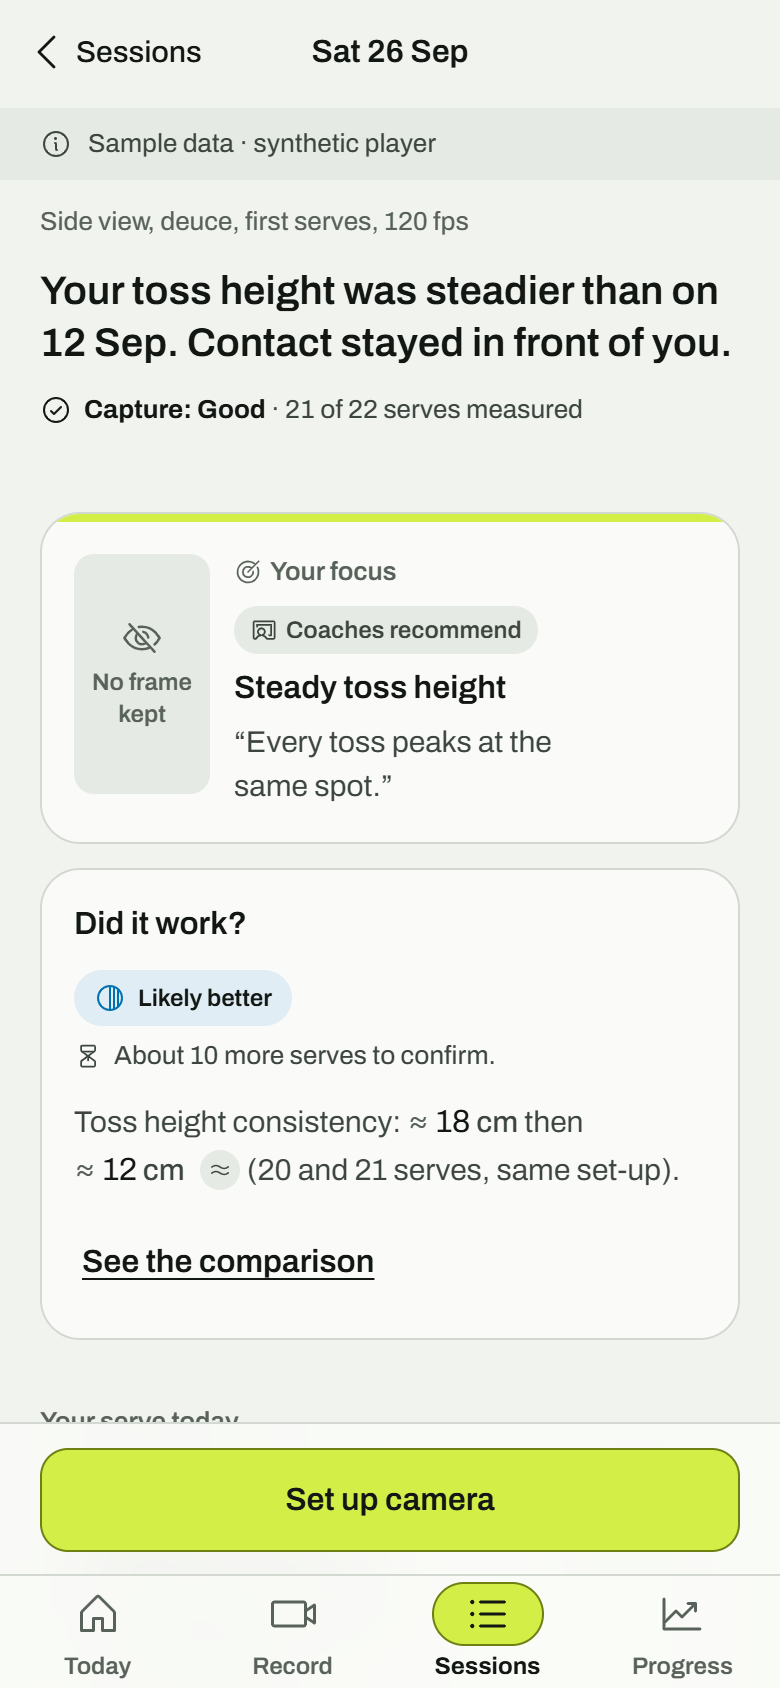 Sessions
Sat 26 Sep
Sample data · synthetic player
Side view, deuce, first serves, 120 fps
Your toss height was steadier than on
12 Sep. Contact stayed in front of you.
Capture: Good · 21 of 22 serves measured
No frame
kept
Your focus
Coaches recommend
Steady toss height
“Every toss peaks at the
same spot.”
Did it work?
Likely better
About 10 more serves to confirm.
Toss height consistency: ≈ 18 cm then
≈ 12 cm ≈ (20 and 21 serves, same set-up).
See the comparison
Your serve today
Set up camera
Today
Record
Sessions
Progress